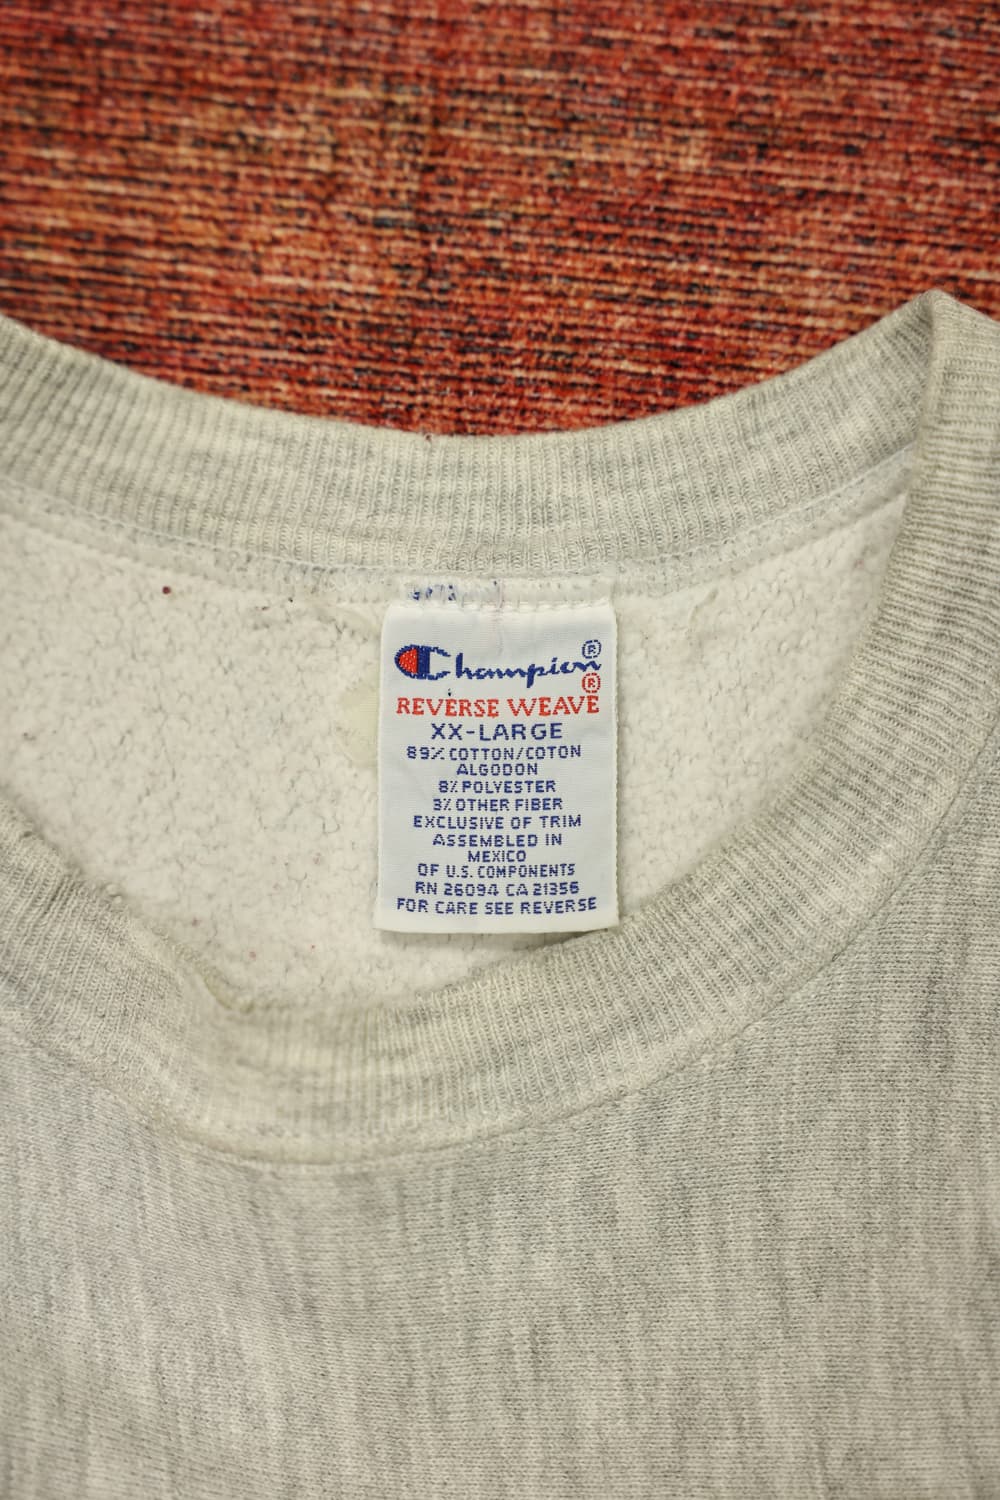 Champion®
REVERSE WEAVE®
XX-LARGE
89% COTTON/COTON
ALGODON
8% POLYESTER
3% OTHER FIBER
EXCLUSIVE OF TRIM
ASSEMBLED IN
MEXICO
OF U.S. COMPONENTS
RN 26094 CA 21356
FOR CARE SEE REVERSE